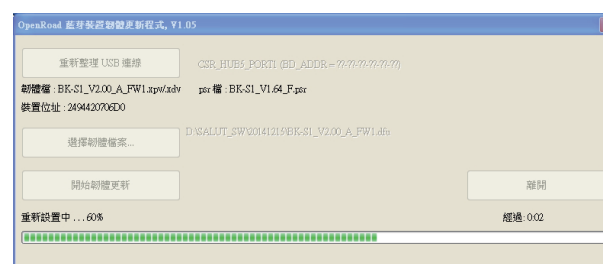 OpenRoad 藍芽裝置韌體更新程式, V1.05
重新整理 USB 連線
CSR_HUB5_PORT1 (BD_ADDR = ??-??-??-??-??-??)
韌體檔 : BK-S1_V2.00_A_FW1.xpv/xdv
psr 檔 : BK-S1_V1.64_F.psr
裝置位址 : 2494420706D0
選擇韌體檔案...
D:\SALUT_SW\20141215\BK-S1_V2.00_A_FW1.dfu
開始韌體更新
離開
重新設置中 . . . 60%
經過: 0:02